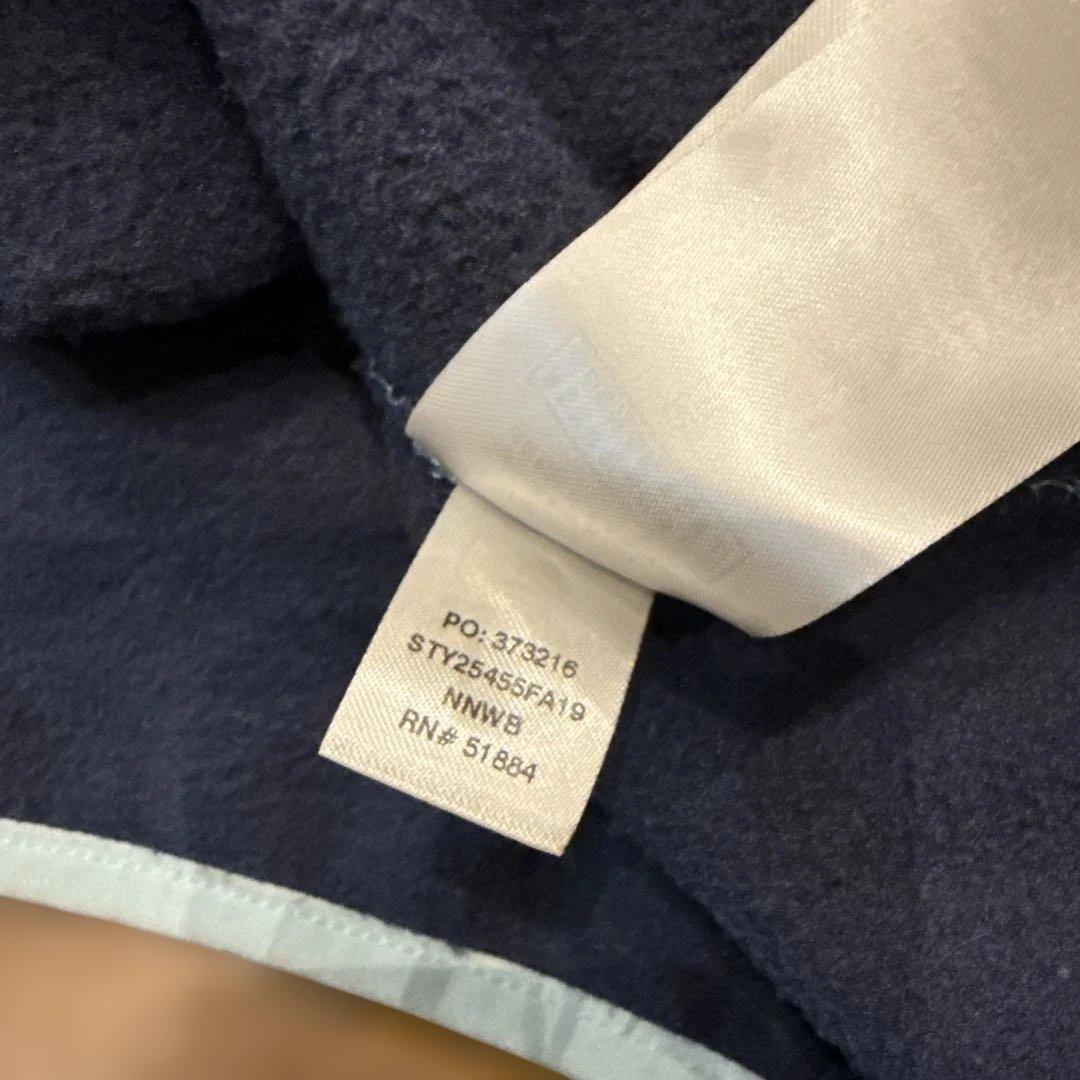 PO: 373216
STY25455FA19
NNWB
RN# 51884